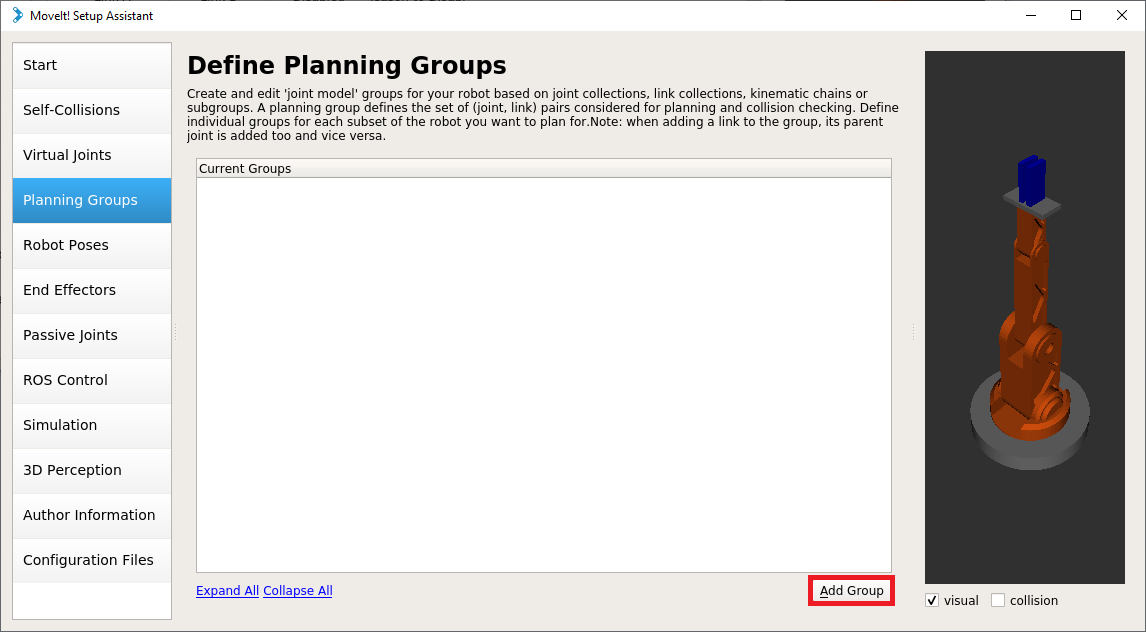 MoveIt! Setup Assistant
Start
Self-Collisions
Virtual Joints
Planning Groups
Robot Poses
End Effectors
Passive Joints
ROS Control
Simulation
3D Perception
Author Information
Configuration Files
Define Planning Groups
Create and edit 'joint model' groups for your robot based on joint collections, link collections, kinematic chains or
subgroups. A planning group defines the set of (joint, link) pairs considered for planning and collision checking. Define
individual groups for each subset of the robot you want to plan for.Note: when adding a link to the group, its parent
joint is added too and vice versa.
Current Groups
Expand All Collapse All
Add Group
visual collision